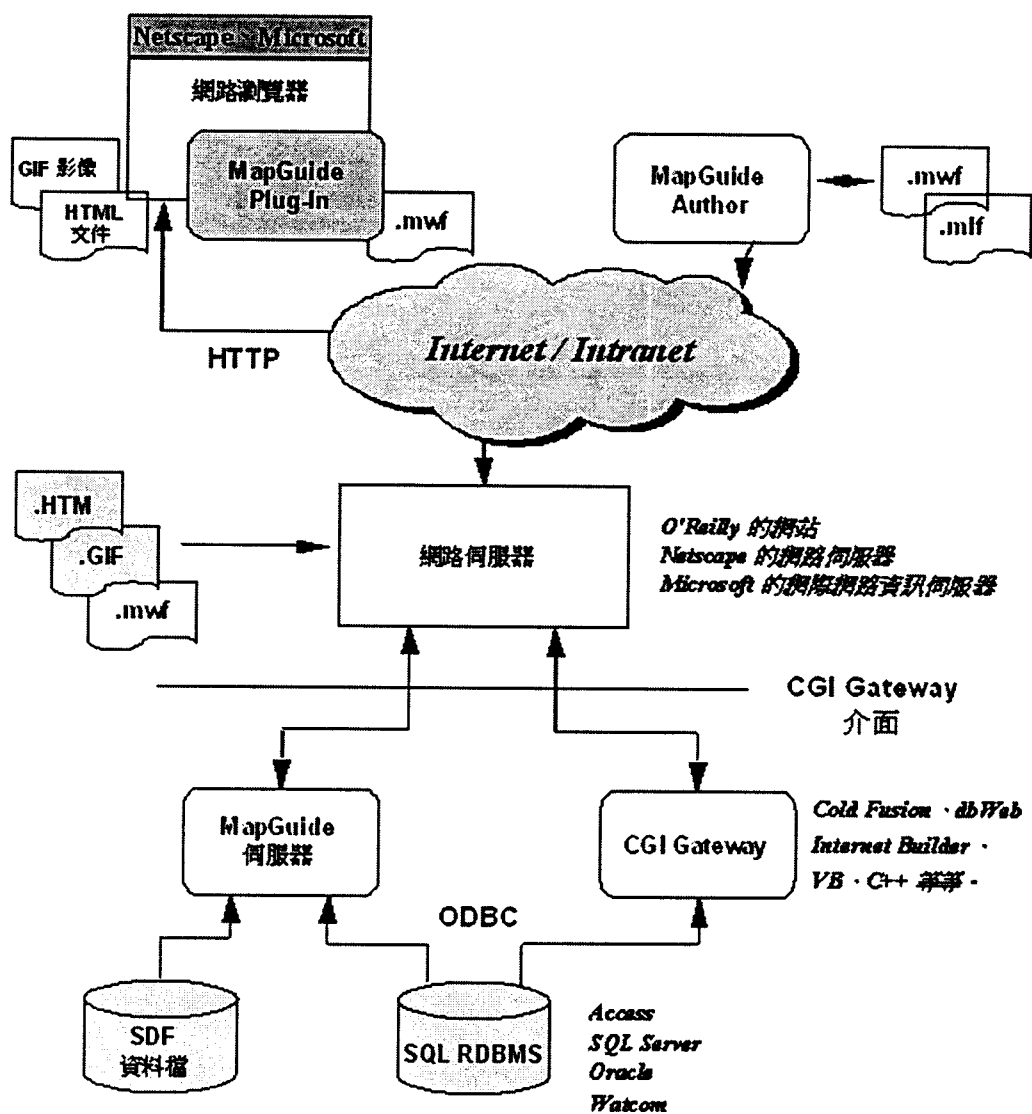 Netscape、Microsoft
網路瀏覽器
GIF 影像
HTML
文件
MapGuide
Plug-In
.mwf
MapGuide
Author
.mwf
.mlf
HTTP
Internet / Intranet
.HTM
.GIF
.mwf
網路伺服器
O'Reilly 的網站
Netscape 的網路伺服器
Microsoft 的網際網路資訊伺服器
CGI Gateway
介面
MapGuide
伺服器
CGI Gateway
Cold Fusion、dbWeb
Internet Builder、
VB、C++ 等等。
ODBC
SDF
資料檔
SQL RDBMS
Access
SQL Server
Oracle
Watcom